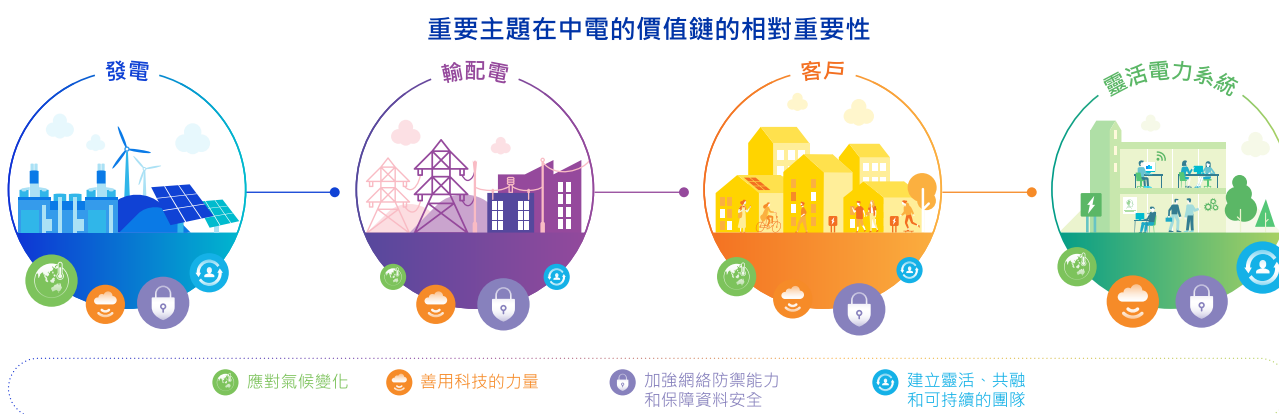 重要主題在中電的價值鏈的相對重要性
發電
輸配電
客戶
靈活電力系統
應對氣候變化
善用科技的力量
加強網絡防禦能力
和保障資料安全
建立靈活、共融
和可持續的團隊